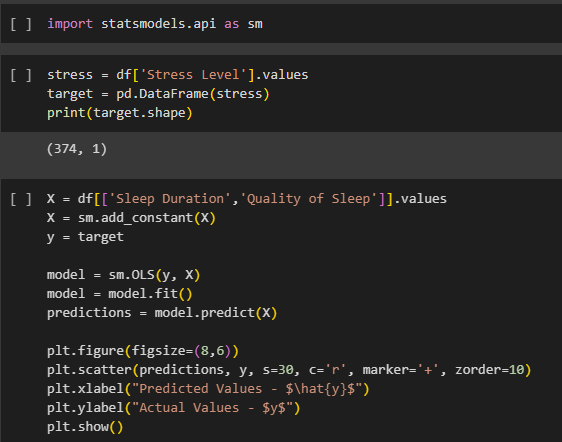 [ ] import statsmodels.api as sm
[ ] stress = df['Stress Level'].values
target = pd.DataFrame(stress)
print(target.shape)
(374, 1)
[ ] X = df[['Sleep Duration','Quality of Sleep']].values
X = sm.add_constant(X)
y = target
model = sm.OLS(y, X)
model = model.fit()
predictions = model.predict(X)
plt.figure(figsize=(8,6))
plt.scatter(predictions, y, s=30, c='r', marker='+', zorder=10)
plt.xlabel("Predicted Values - $\hat{y}$")
plt.ylabel("Actual Values - $y$")
plt.show()